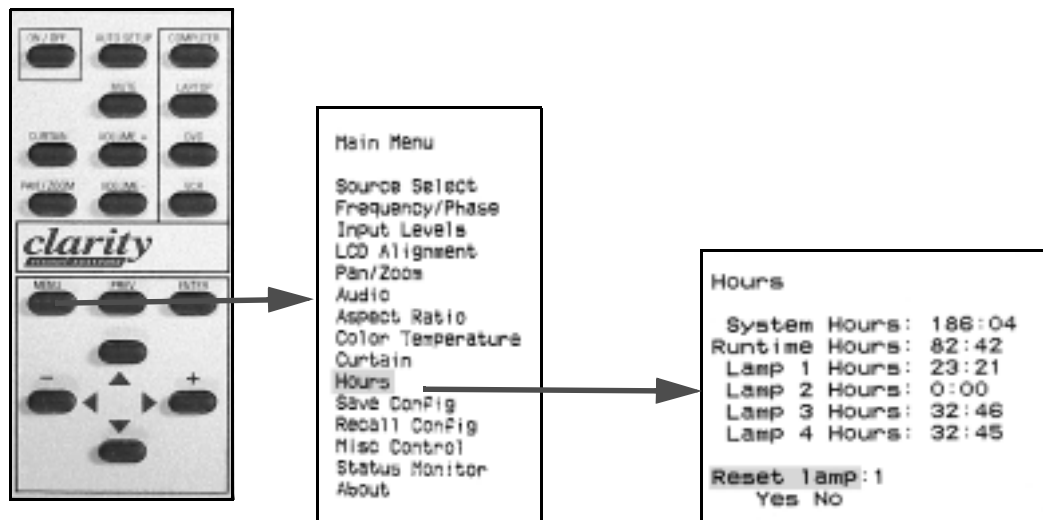 ON / OFF AUTO SETUP COMPUTER
MUTE LAPTOP
CURTAIN VOLUME + DVD
PAN / ZOOM VOLUME - VCR
clarity
MENU PREV ENTER
- +
Main Menu
Source Select
Frequency/Phase
Input Levels
LCD Alignment
Pan/Zoom
Audio
Aspect Ratio
Color Temperature
Curtain
Hours
Save Config
Recall Config
Misc Control
Status Monitor
About
Hours
System Hours: 186:04
Runtime Hours: 82:42
Lamp 1 Hours: 23:21
Lamp 2 Hours: 0:00
Lamp 3 Hours: 32:46
Lamp 4 Hours: 32:45
Reset lamp:1
Yes No